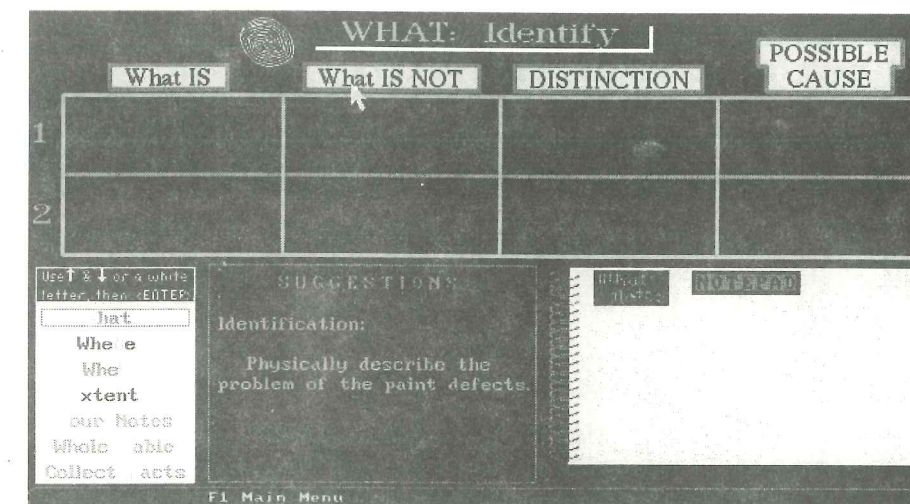 WHAT: Identify
What IS
What IS NOT
DISTINCTION
POSSIBLE
CAUSE
1
2
Use ↑ & ↓ or a white
letter, then <ENTER>
hat
Whe e
Whe
xtent
our Notes
Whole able
Collect acts
SUGGESTIONS
Identification:
Physically describe the
problem of the paint defects.
NOTEPAD
F1 Main Menu